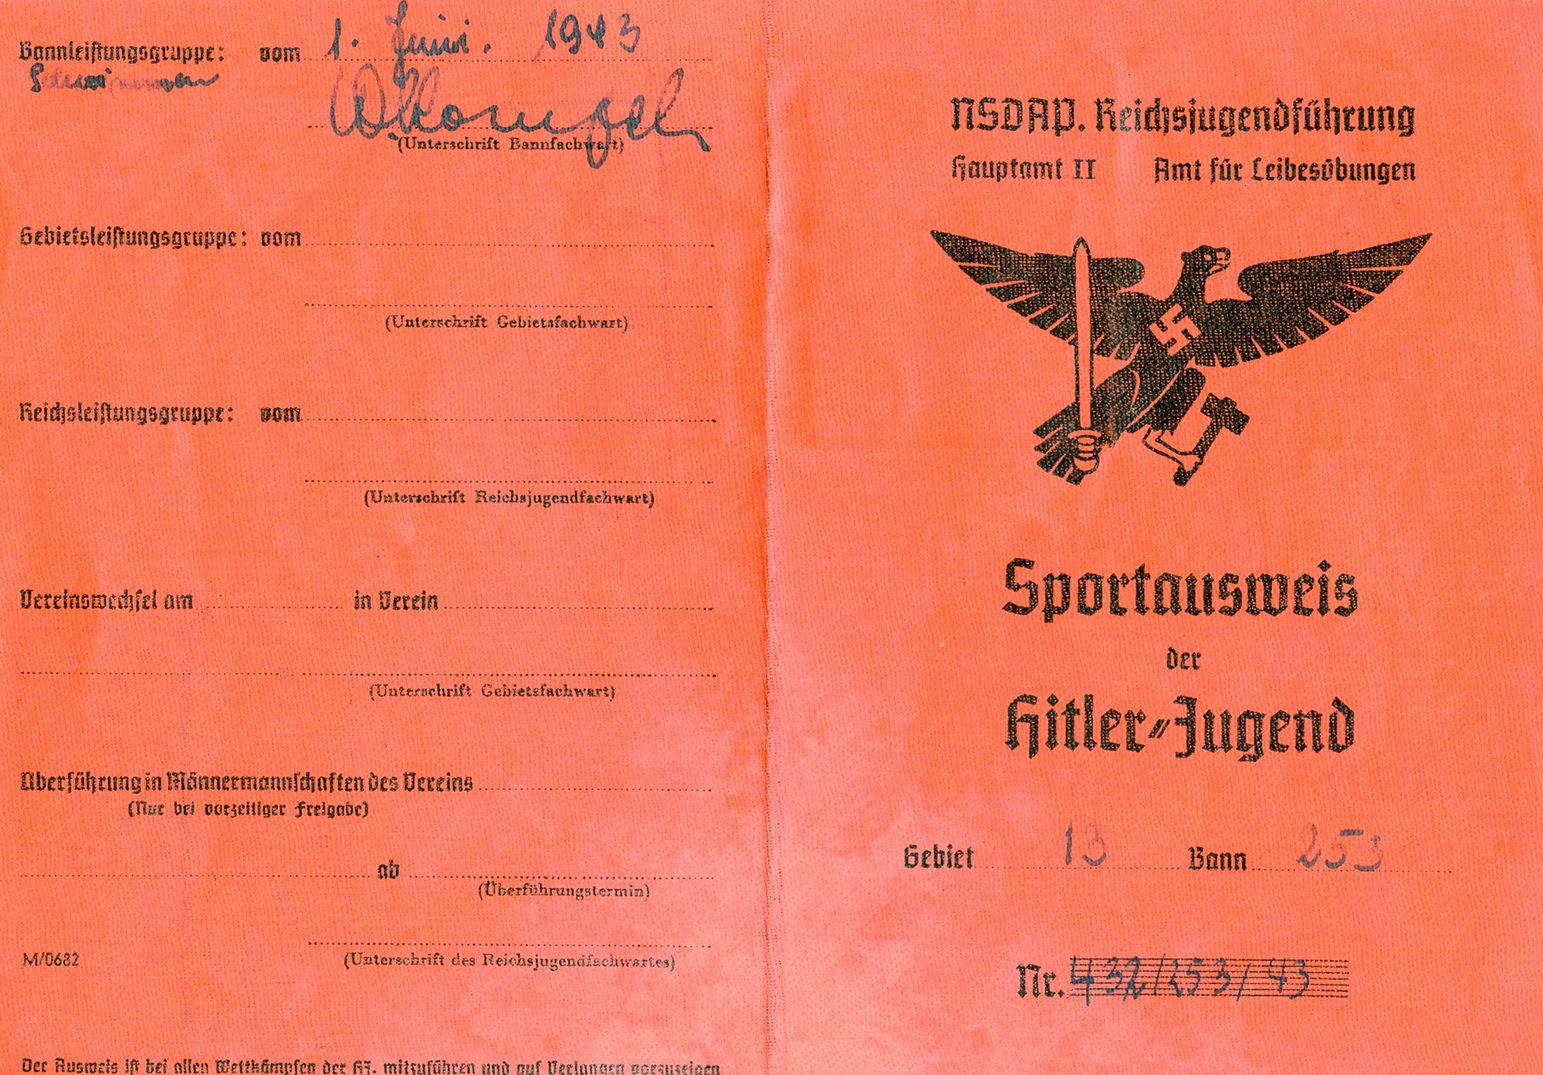 Bannleistungsgruppe: vom 1. Juni. 1943
(Unterschrift Bannfachwart)
Gebietsleistungsgruppe: vom
(Unterschrift Gebietsfachwart)
Reichsleistungsgruppe: vom
(Unterschrift Reichsjugendfachwart)
Vereinswechsel am in Verein
(Unterschrift Gebietsfachwart)
Überführung in Männermannschaften des Vereins
(Nur bei vorzeitiger Freigabe)
ab
(Überführungstermin)
(Unterschrift des Reichsjugendfachwartes)
M/0682
Der Ausweis ist bei allen Wettkämpfen der HJ. mitzuführen und auf Verlangen vorzuzeigen
NSDAP. Reichsjugendführung
Hauptamt II Amt für Leibesübungen
Sportausweis
der
Hitler-Jugend
Gebiet 13 Bann 253
Nr. 432/253/43